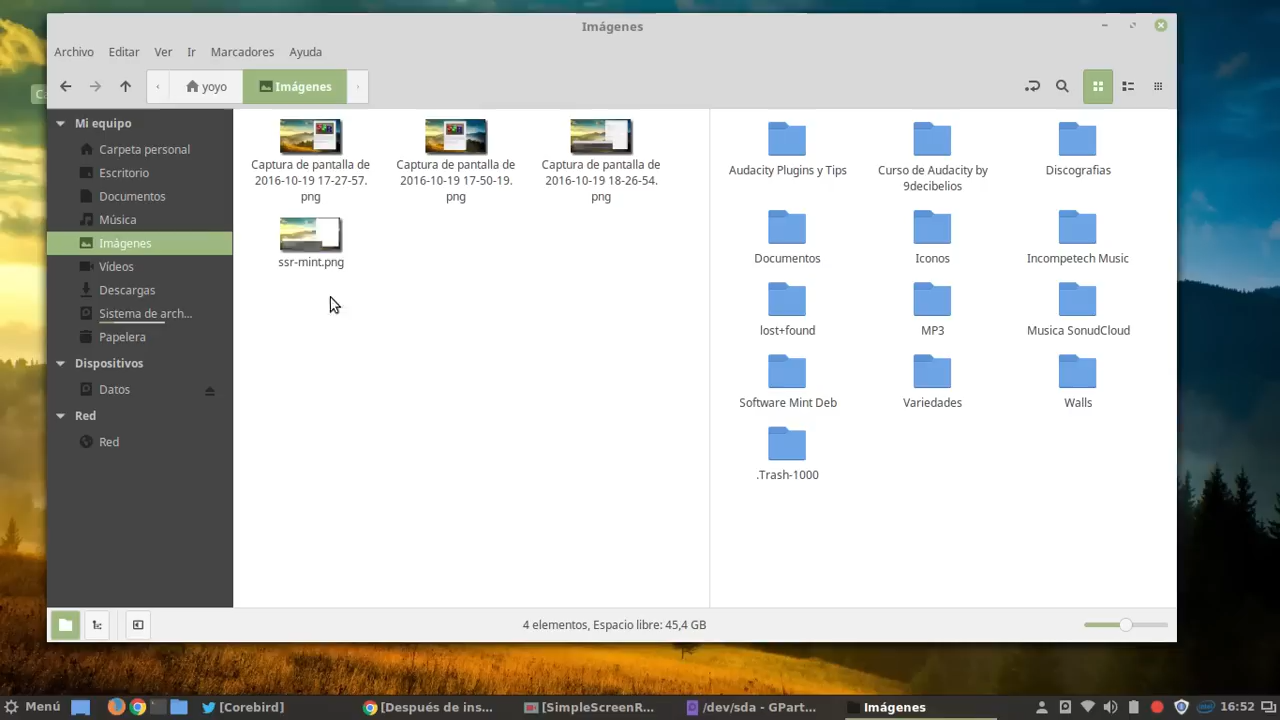 Imágenes
Archivo Editar Ver Ir Marcadores Ayuda
yoyo Imágenes
Mi equipo
Carpeta personal
Escritorio
Documentos
Música
Imágenes
Vídeos
Descargas
Sistema de arch...
Papelera
Dispositivos
Datos
Red
Red
Captura de pantalla de
2016-10-19 17-27-57.
png
Captura de pantalla de
2016-10-19 17-50-19.
png
Captura de pantalla de
2016-10-19 18-26-54.
png
ssr-mint.png
Audacity Plugins y Tips
Curso de Audacity by
9decibelios
Discografias
Documentos
Iconos
Incompetech Music
lost+found
MP3
Musica SonudCloud
Software Mint Deb
Variedades
Walls
.Trash-1000
4 elementos, Espacio libre: 45,4 GB
Menú
[Corebird]
[Después de ins...
[SimpleScreenR...
/dev/sda - GPart...
Imágenes
16:52